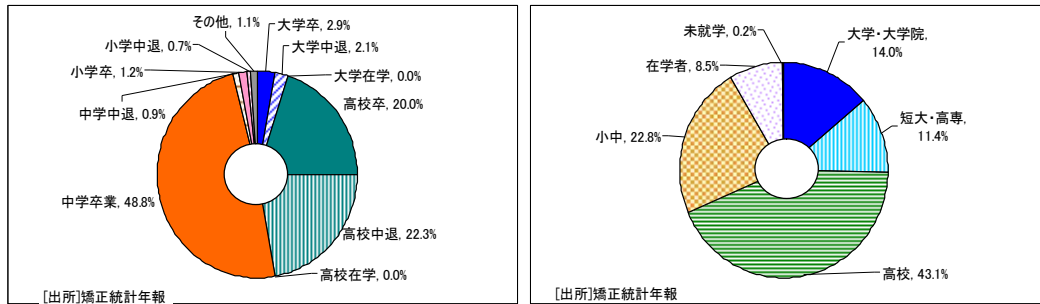 その他, 1.1%
大学卒, 2.9%
小学中退, 0.7%
大学中退, 2.1%
小学卒, 1.2%
大学在学, 0.0%
中学中退, 0.9%
高校卒, 20.0%
中学卒業, 48.8%
高校中退, 22.3%
高校在学, 0.0%
[出所]矯正統計年報
未就学, 0.2%
大学・大学院,
14.0%
在学者, 8.5%
短大・高専,
11.4%
小中, 22.8%
高校, 43.1%
[出所]矯正統計年報